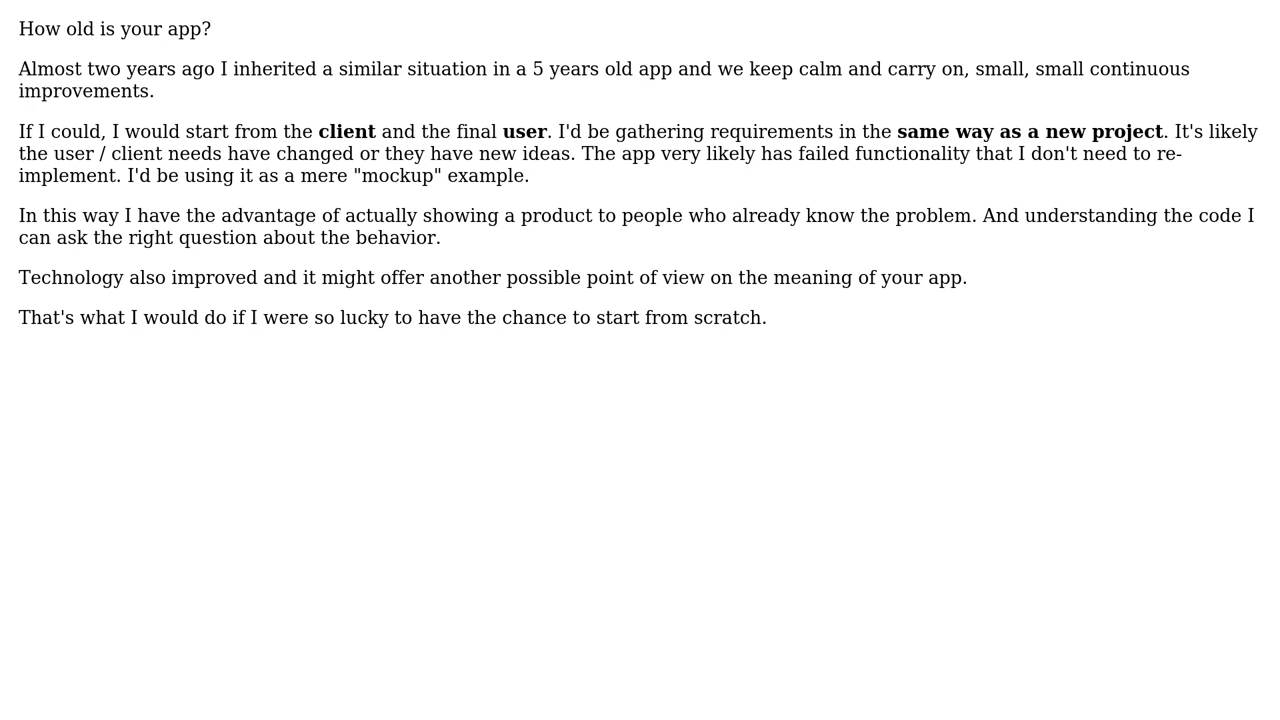 How old is your app?
Almost two years ago I inherited a similar situation in a 5 years old app and we keep calm and carry on, small, small continuous
improvements.
If I could, I would start from the client and the final user. I'd be gathering requirements in the same way as a new project. It's likely
the user / client needs have changed or they have new ideas. The app very likely has failed functionality that I don't need to re-
implement. I'd be using it as a mere "mockup" example.
In this way I have the advantage of actually showing a product to people who already know the problem. And understanding the code I
can ask the right question about the behavior.
Technology also improved and it might offer another possible point of view on the meaning of your app.
That's what I would do if I were so lucky to have the chance to start from scratch.